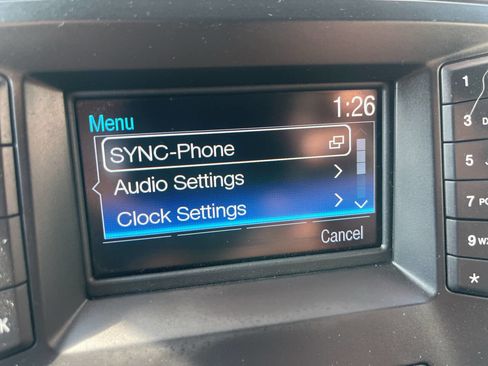 1:26
Menu
SYNC-Phone
Audio Settings
Clock Settings
Cancel
1
3 D
5 J
7 P
9 W
*
K